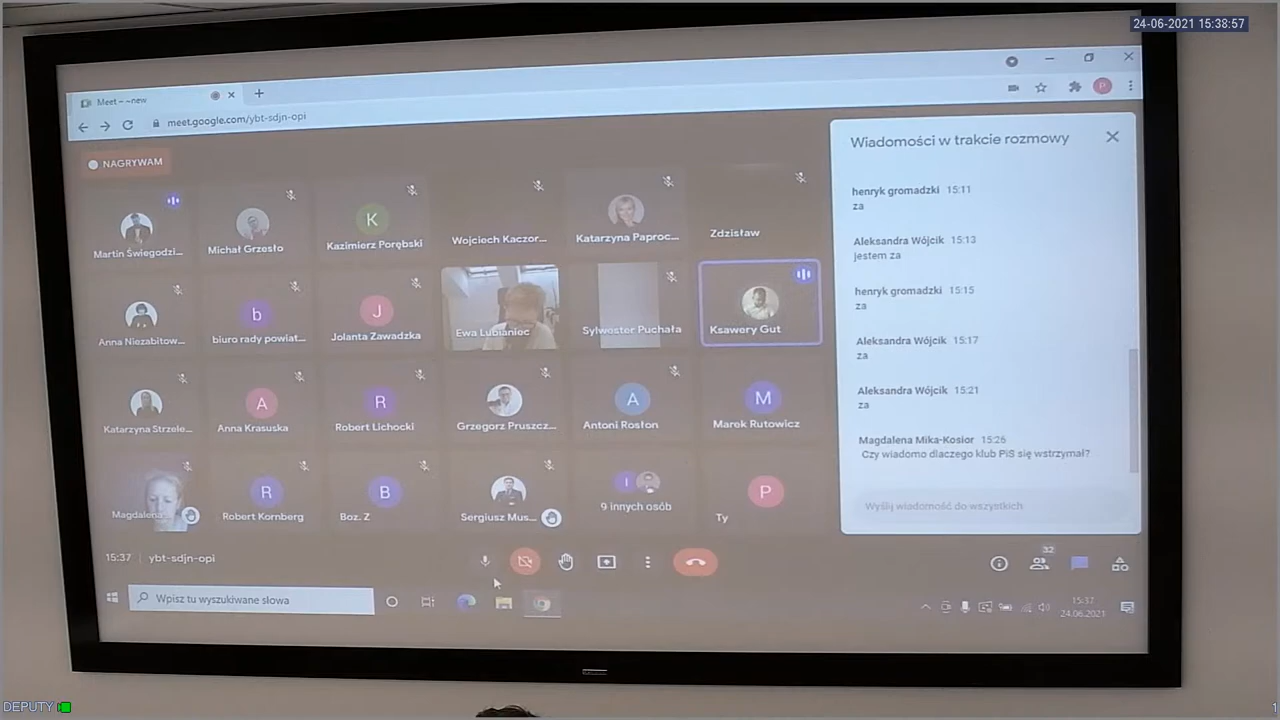 24-06-2021 15:38:57
Meet – ~new
meet.google.com/ybt-sdjn-opi
NAGRYWAM
Martin Świegodzi...
Michał Grzesło
K
Kazimierz Porębski
Wojciech Kaczor...
Katarzyna Paproc...
Zdzisław
Anna Niezabitow...
b
biuro rady powiat...
J
Jolanta Zawadzka
Ewa Lubianiec
Sylwester Puchała
Ksawery Gut
Katarzyna Strzele...
A
Anna Krasuska
R
Robert Lichocki
Grzegorz Pruszcz...
A
Antoni Rosłon
M
Marek Rutowicz
Magdalena
R
Robert Kornberg
B
Boz. Z
Sergiusz Mus...
I
9 innych osób
P
Ty
Wiadomości w trakcie rozmowy
henryk gromadzki 15:11
za
Aleksandra Wójcik 15:13
jestem za
henryk gromadzki 15:15
za
Aleksandra Wójcik 15:17
za
Aleksandra Wójcik 15:21
za
Magdalena Mika-Kosior 15:26
Czy wiadomo dlaczego klub PiS się wstrzymał?
Wyślij wiadomość do wszystkich
15:37 | ybt-sdjn-opi
32
Wpisz tu wyszukiwane słowa
15:37
24.06.2021
DEPUTY
1